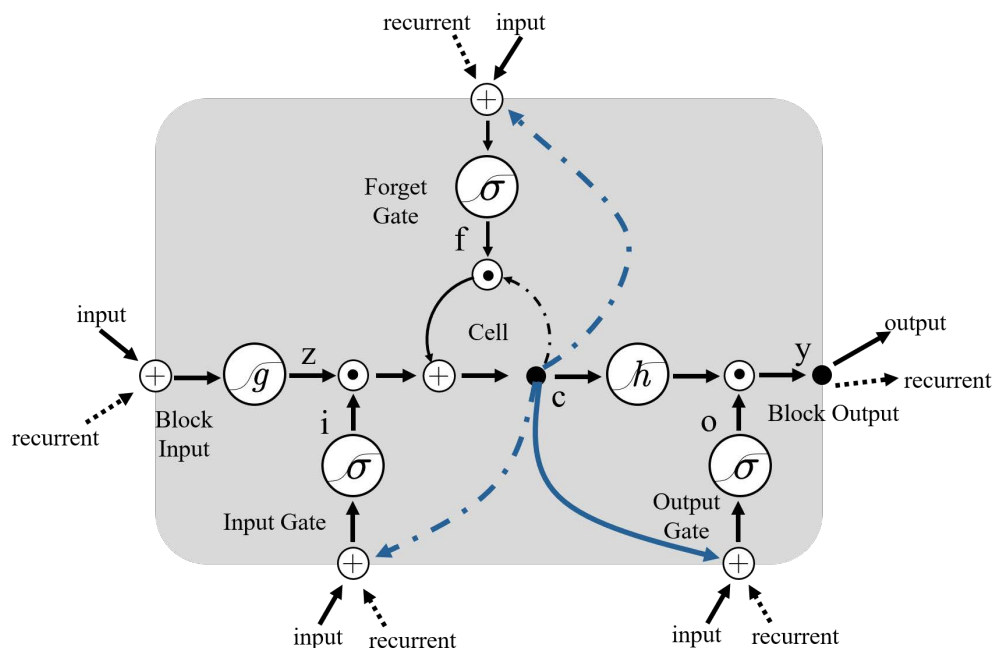 recurrent input
+
σ
Forget
Gate
f
input
Cell
output
z
y
+
g
+
h
c
recurrent
recurrent
Block
Input
Block Output
i
o
σ
σ
Input Gate
Output
Gate
+
+
input
recurrent
input
recurrent